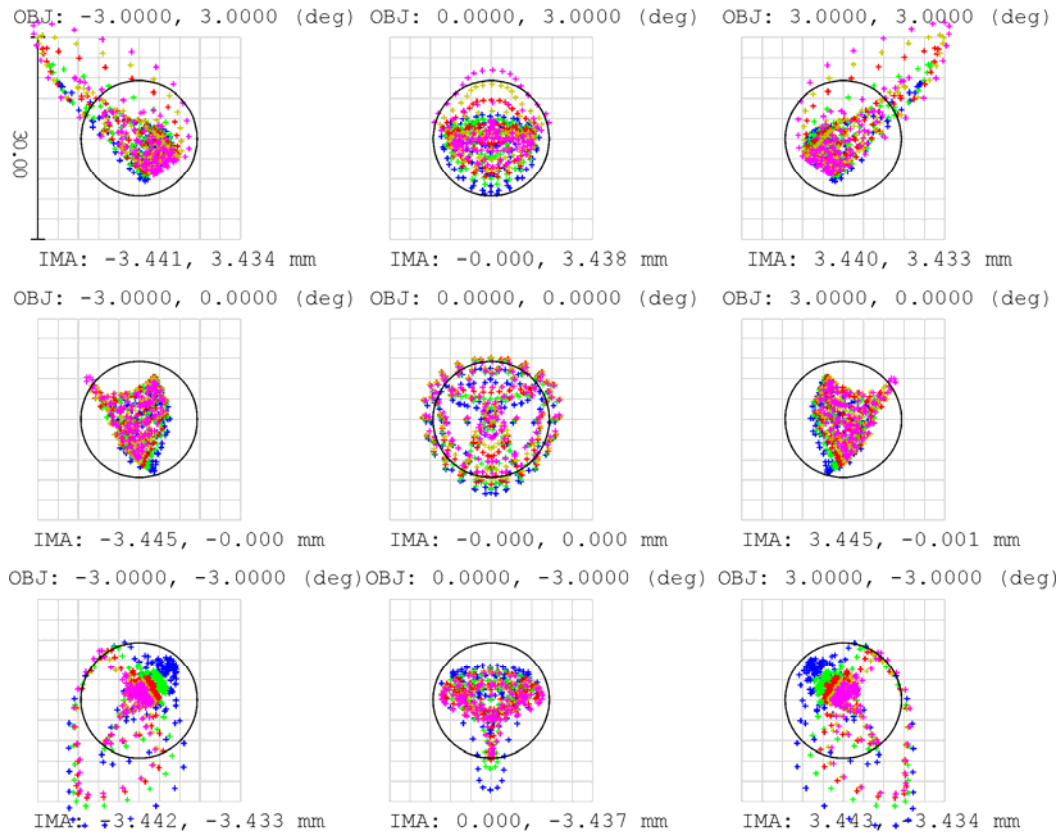 OBJ: -3.0000, 3.0000 (deg)
OBJ: 0.0000, 3.0000 (deg)
OBJ: 3.0000, 3.0000 (deg)
30.00
IMA: -3.441, 3.434 mm
IMA: -0.000, 3.438 mm
IMA: 3.440, 3.433 mm
OBJ: -3.0000, 0.0000 (deg)
OBJ: 0.0000, 0.0000 (deg)
OBJ: 3.0000, 0.0000 (deg)
IMA: -3.445, -0.000 mm
IMA: -0.000, 0.000 mm
IMA: 3.445, -0.001 mm
OBJ: -3.0000, -3.0000 (deg)
OBJ: 0.0000, -3.0000 (deg)
OBJ: 3.0000, -3.0000 (deg)
IMA: -3.442, -3.433 mm
IMA: 0.000, -3.437 mm
IMA: 3.443, -3.434 mm